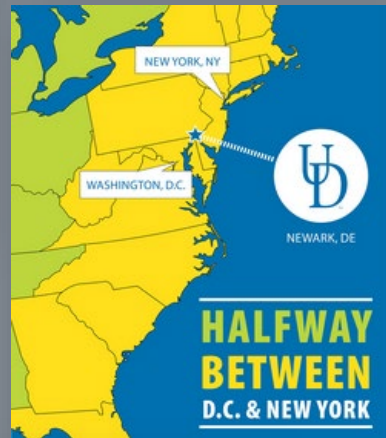 NEW YORK, NY
WASHINGTON, D.C.
UD
NEWARK, DE
HALFWAY
BETWEEN
D.C. & NEW YORK